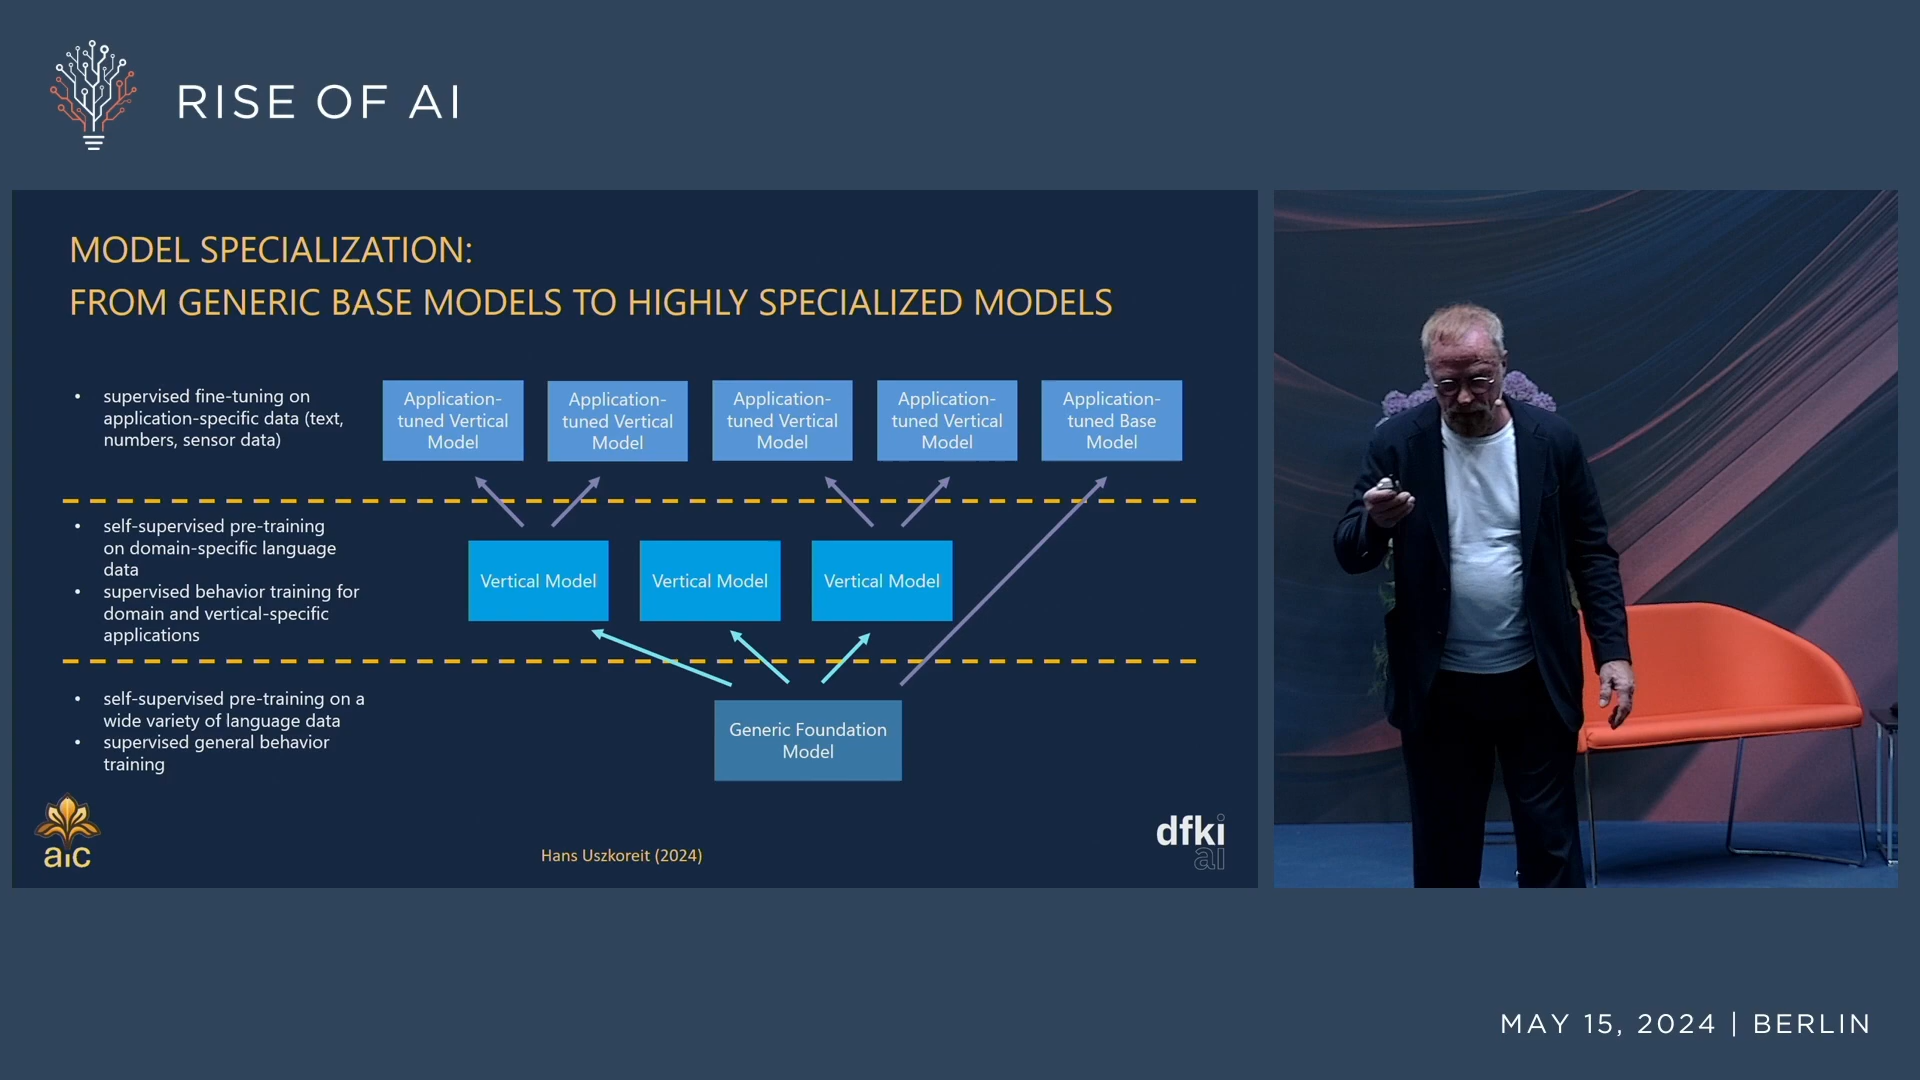 RISE OF AI
MODEL SPECIALIZATION:
FROM GENERIC BASE MODELS TO HIGHLY SPECIALIZED MODELS
• supervised fine-tuning on
application-specific data (text,
numbers, sensor data)
Application-
tuned Vertical
Model
Application-
tuned Vertical
Model
Application-
tuned Vertical
Model
Application-
tuned Vertical
Model
Application-
tuned Base
Model
• self-supervised pre-training
on domain-specific language
data
• supervised behavior training for
domain and vertical-specific
applications
Vertical Model
Vertical Model
Vertical Model
• self-supervised pre-training on a
wide variety of language data
• supervised general behavior
training
Generic Foundation
Model
aic
Hans Uszkoreit (2024)
dfki
ai
MAY 15, 2024 | BERLIN